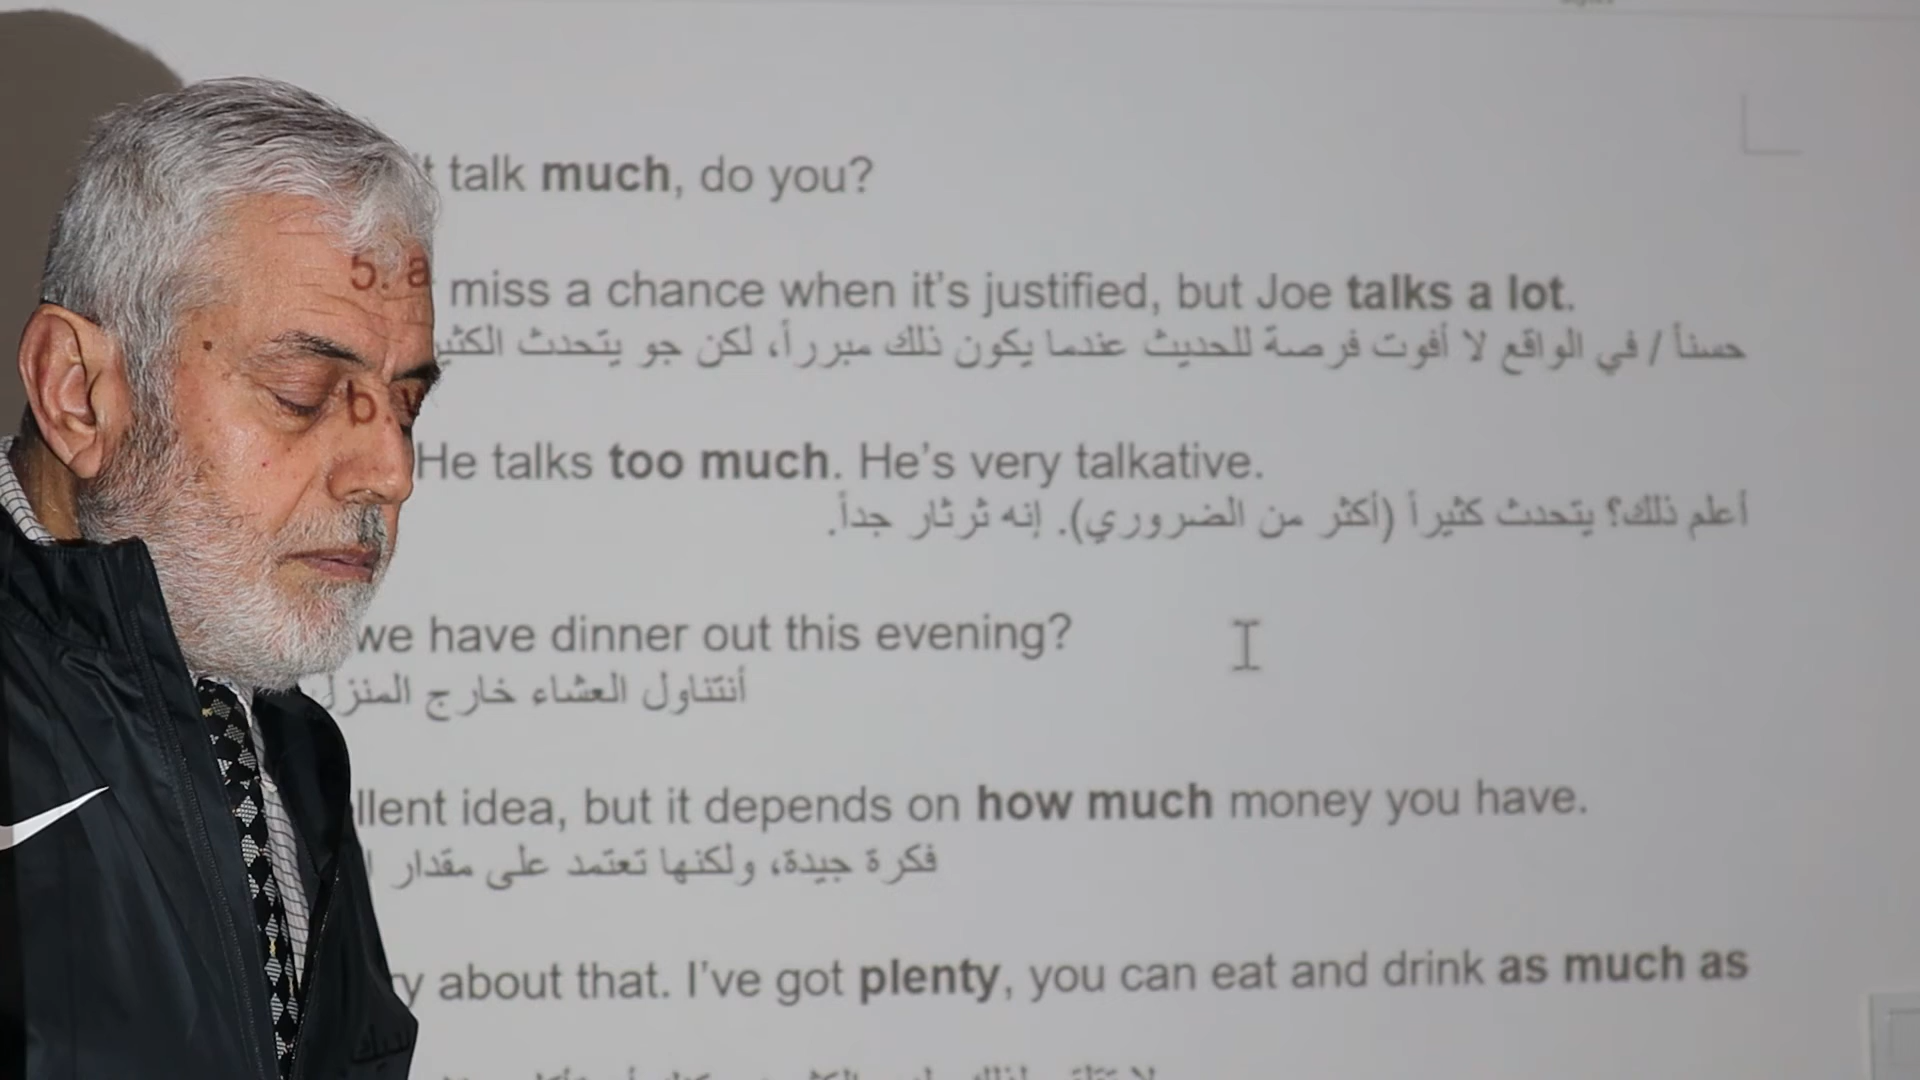 't talk much, do you?
5. a
miss a chance when it's justified, but Joe talks a lot.
حسناً / في الواقع لا أفوت فرصة للحديث عندما يكون ذلك مبرراً، لكن جو يتحدث
b.
He talks too much. He's very talkative.
أعلم ذلك؟ يتحدث كثيراً (أكثر من الضروري). إنه ثرثار جداً.
we have dinner out this evening?
أنتناول العشاء خارج المنزل
llent idea, but it depends on how much money you have.
فكرة جيدة، ولكنها تعتمد على مقدار
y about that. I've got plenty, you can eat and drink as much as